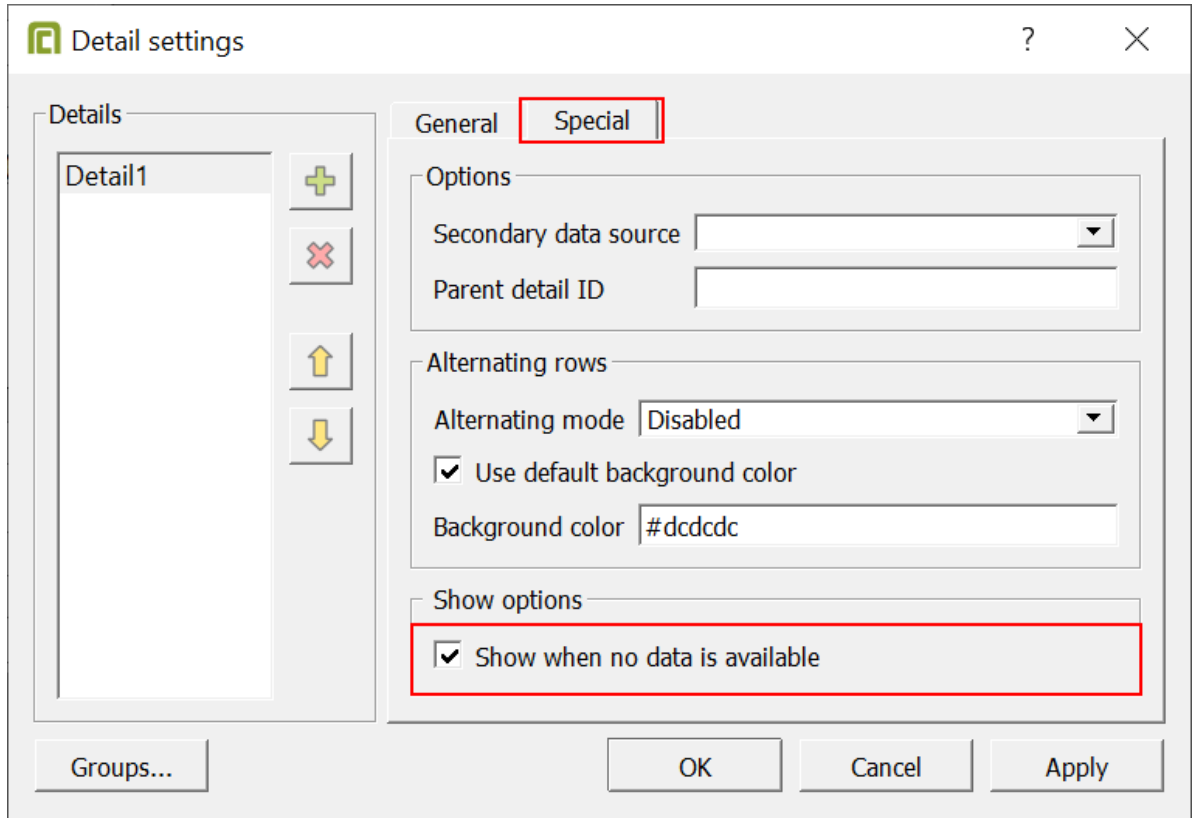 Detail settings
?
Details
Detail1
General
Special
Options
Secondary data source
Parent detail ID
Alternating rows
Alternating mode Disabled
Use default background color
Background color #dcdcdc
Show options
Show when no data is available
Groups...
OK
Cancel
Apply